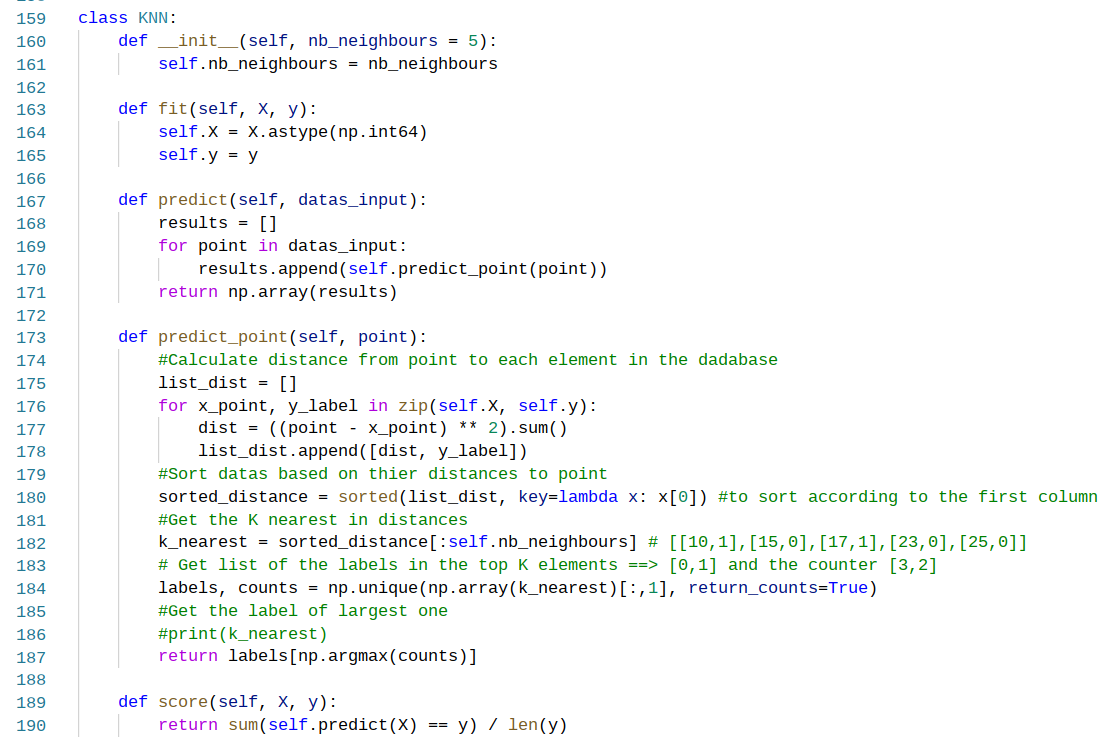 159 class KNN:
160     def __init__(self, nb_neighbours = 5):
161         self.nb_neighbours = nb_neighbours
162
163     def fit(self, X, y):
164         self.X = X.astype(np.int64)
165         self.y = y
166
167     def predict(self, datas_input):
168         results = []
169         for point in datas_input:
170             results.append(self.predict_point(point))
171         return np.array(results)
172
173     def predict_point(self, point):
174         #Calculate distance from point to each element in the dadabase
175         list_dist = []
176         for x_point, y_label in zip(self.X, self.y):
177             dist = ((point - x_point) ** 2).sum()
178             list_dist.append([dist, y_label])
179         #Sort datas based on thier distances to point
180         sorted_distance = sorted(list_dist, key=lambda x: x[0]) #to sort according to the first column
181         #Get the K nearest in distances
182         k_nearest = sorted_distance[:self.nb_neighbours] # [[10,1],[15,0],[17,1],[23,0],[25,0]]
183         # Get list of the labels in the top K elements ==> [0,1] and the counter [3,2]
184         labels, counts = np.unique(np.array(k_nearest)[:,1], return_counts=True)
185         #Get the label of largest one
186         #print(k_nearest)
187         return labels[np.argmax(counts)]
188
189     def score(self, X, y):
190         return sum(self.predict(X) == y) / len(y)